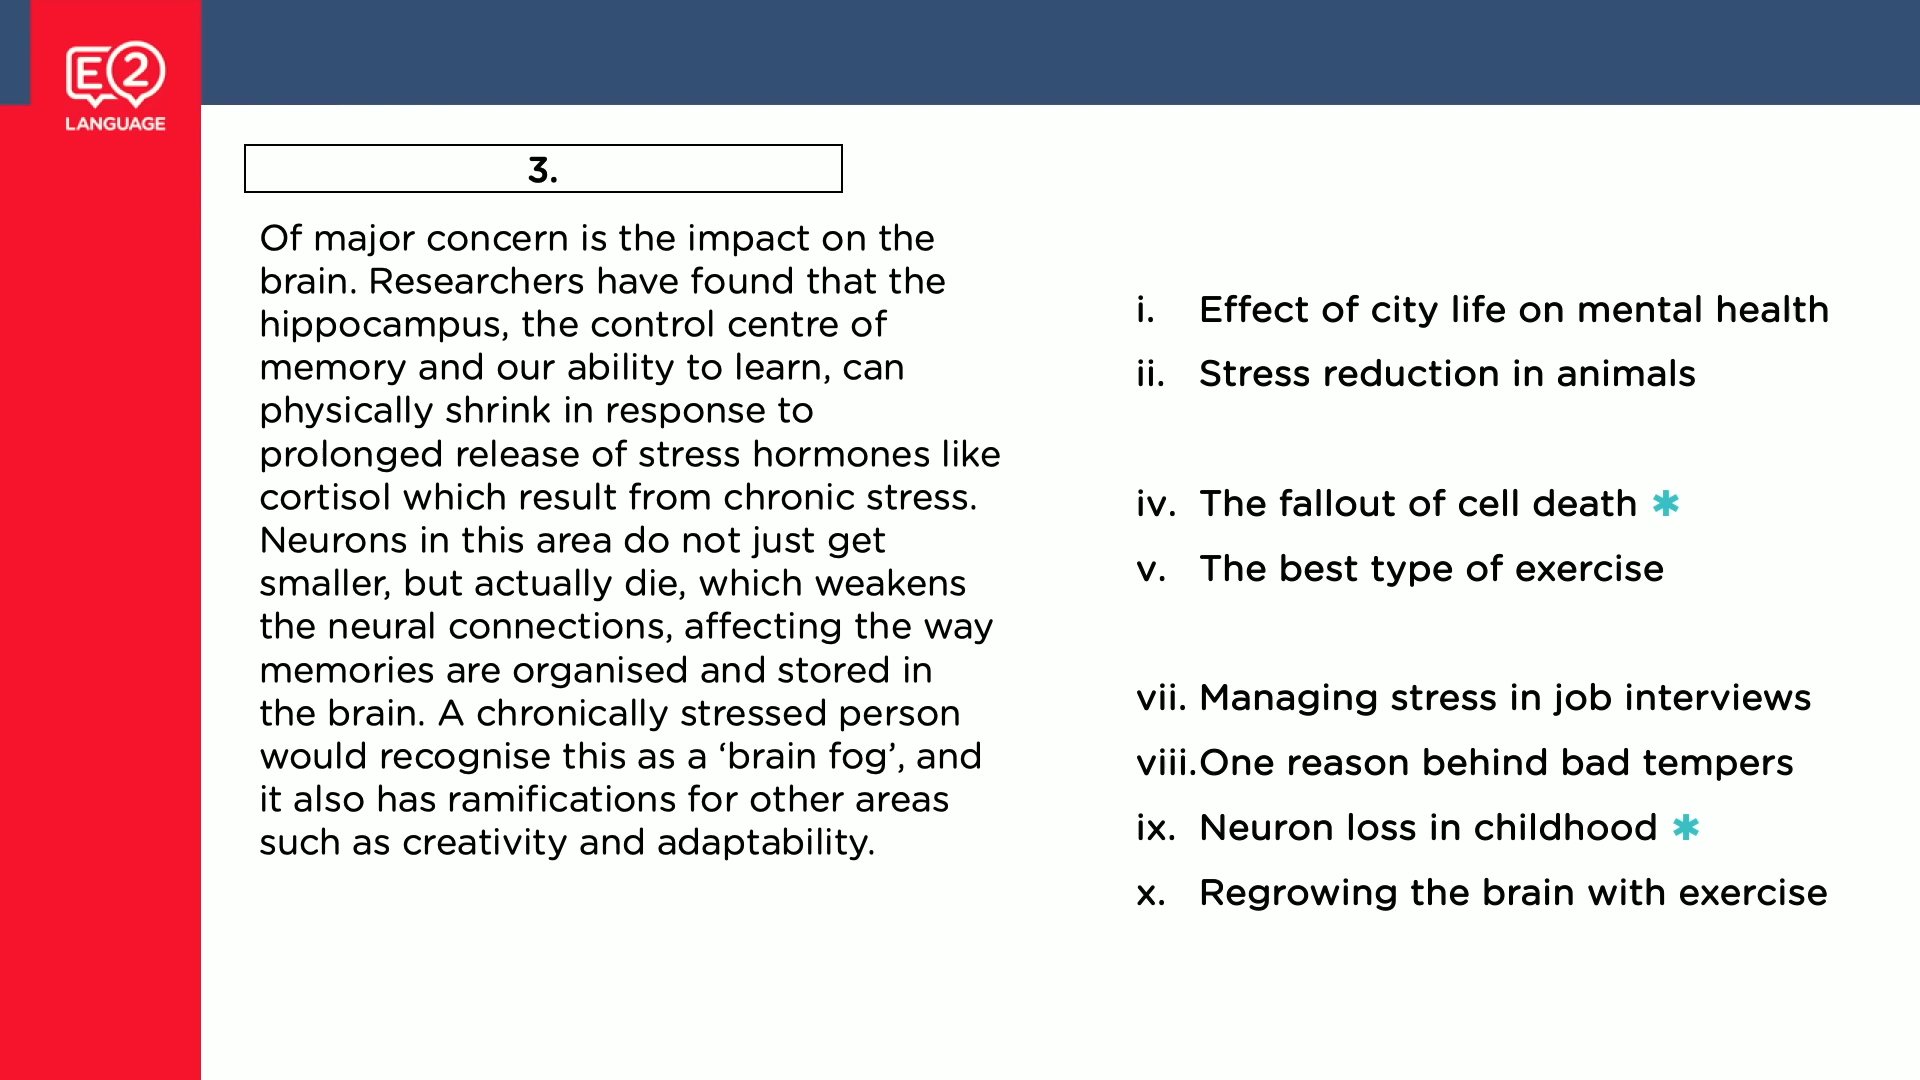 E2
LANGUAGE
3.
Of major concern is the impact on the
brain. Researchers have found that the
hippocampus, the control centre of
memory and our ability to learn, can
physically shrink in response to
prolonged release of stress hormones like
cortisol which result from chronic stress.
Neurons in this area do not just get
smaller, but actually die, which weakens
the neural connections, affecting the way
memories are organised and stored in
the brain. A chronically stressed person
would recognise this as a ‘brain fog’, and
it also has ramifications for other areas
such as creativity and adaptability.
i. Effect of city life on mental health
ii. Stress reduction in animals
iv. The fallout of cell death *
v. The best type of exercise
vii. Managing stress in job interviews
viii.One reason behind bad tempers
ix. Neuron loss in childhood *
x. Regrowing the brain with exercise